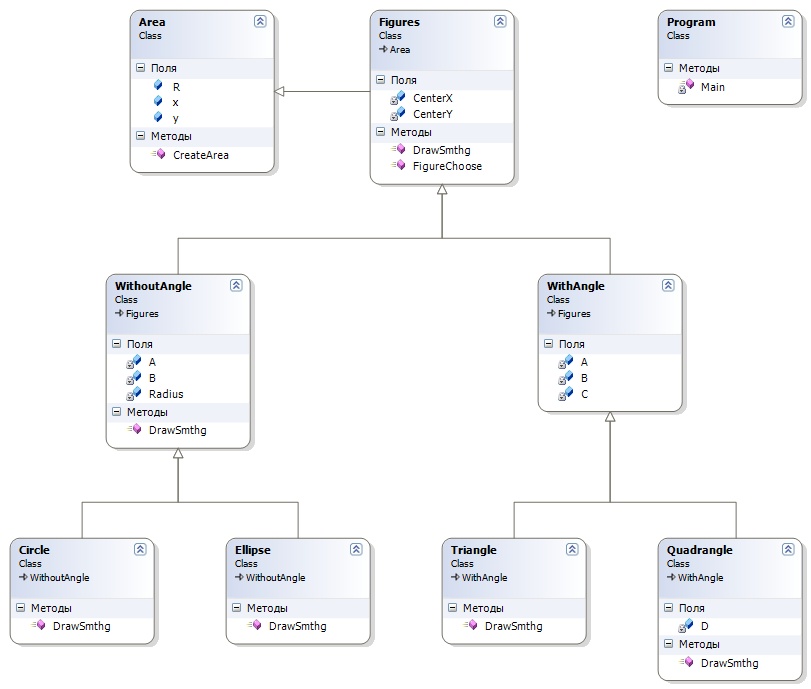 Area
Class
Поля
R
x
y
Методы
CreateArea
Figures
Class
Area
Поля
CenterX
CenterY
Методы
DrawSmthg
FigureChoose
Program
Class
Методы
Main
WithoutAngle
Class
Figures
Поля
A
B
Radius
Методы
DrawSmthg
WithAngle
Class
Figures
Поля
A
B
C
Circle
Class
WithoutAngle
Методы
DrawSmthg
Ellipse
Class
WithoutAngle
Методы
DrawSmthg
Triangle
Class
WithAngle
Методы
DrawSmthg
Quadrangle
Class
WithAngle
Поля
D
Методы
DrawSmthg